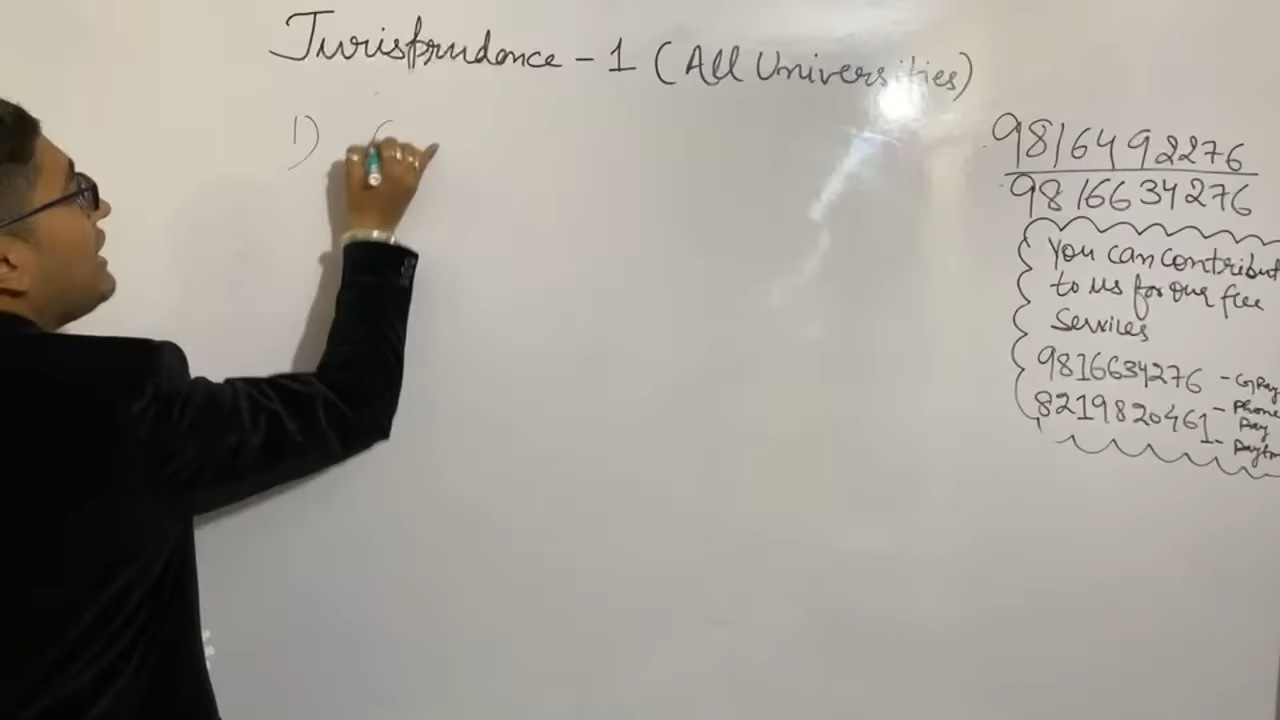 Jurisprudence - 1 (All Universities)
1)
9816492276
9816634276
You can contribut
to us for our free
Services
9816634276 - GPay
8219820461 - Phone
Pay
- Paytm